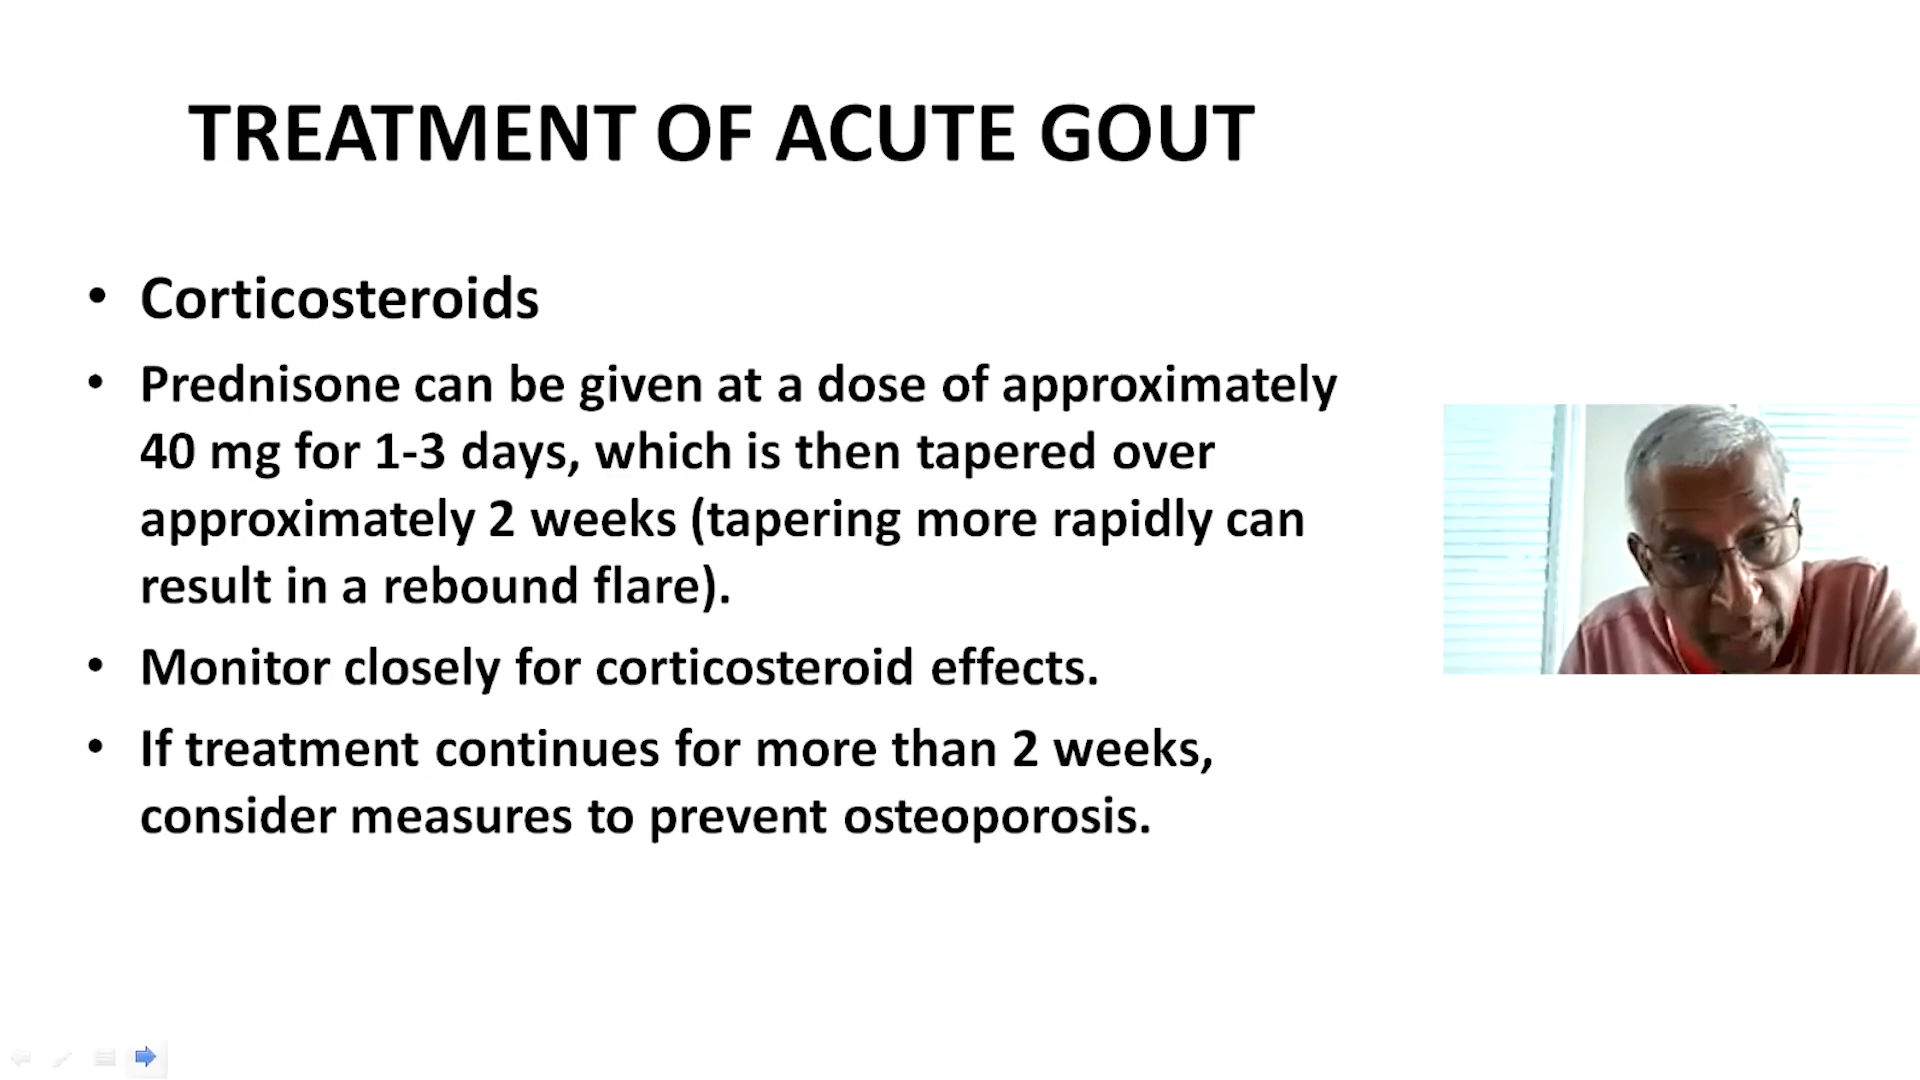 TREATMENT OF ACUTE GOUT
• Corticosteroids
• Prednisone can be given at a dose of approximately
40 mg for 1-3 days, which is then tapered over
approximately 2 weeks (tapering more rapidly can
result in a rebound flare).
• Monitor closely for corticosteroid effects.
• If treatment continues for more than 2 weeks,
consider measures to prevent osteoporosis.